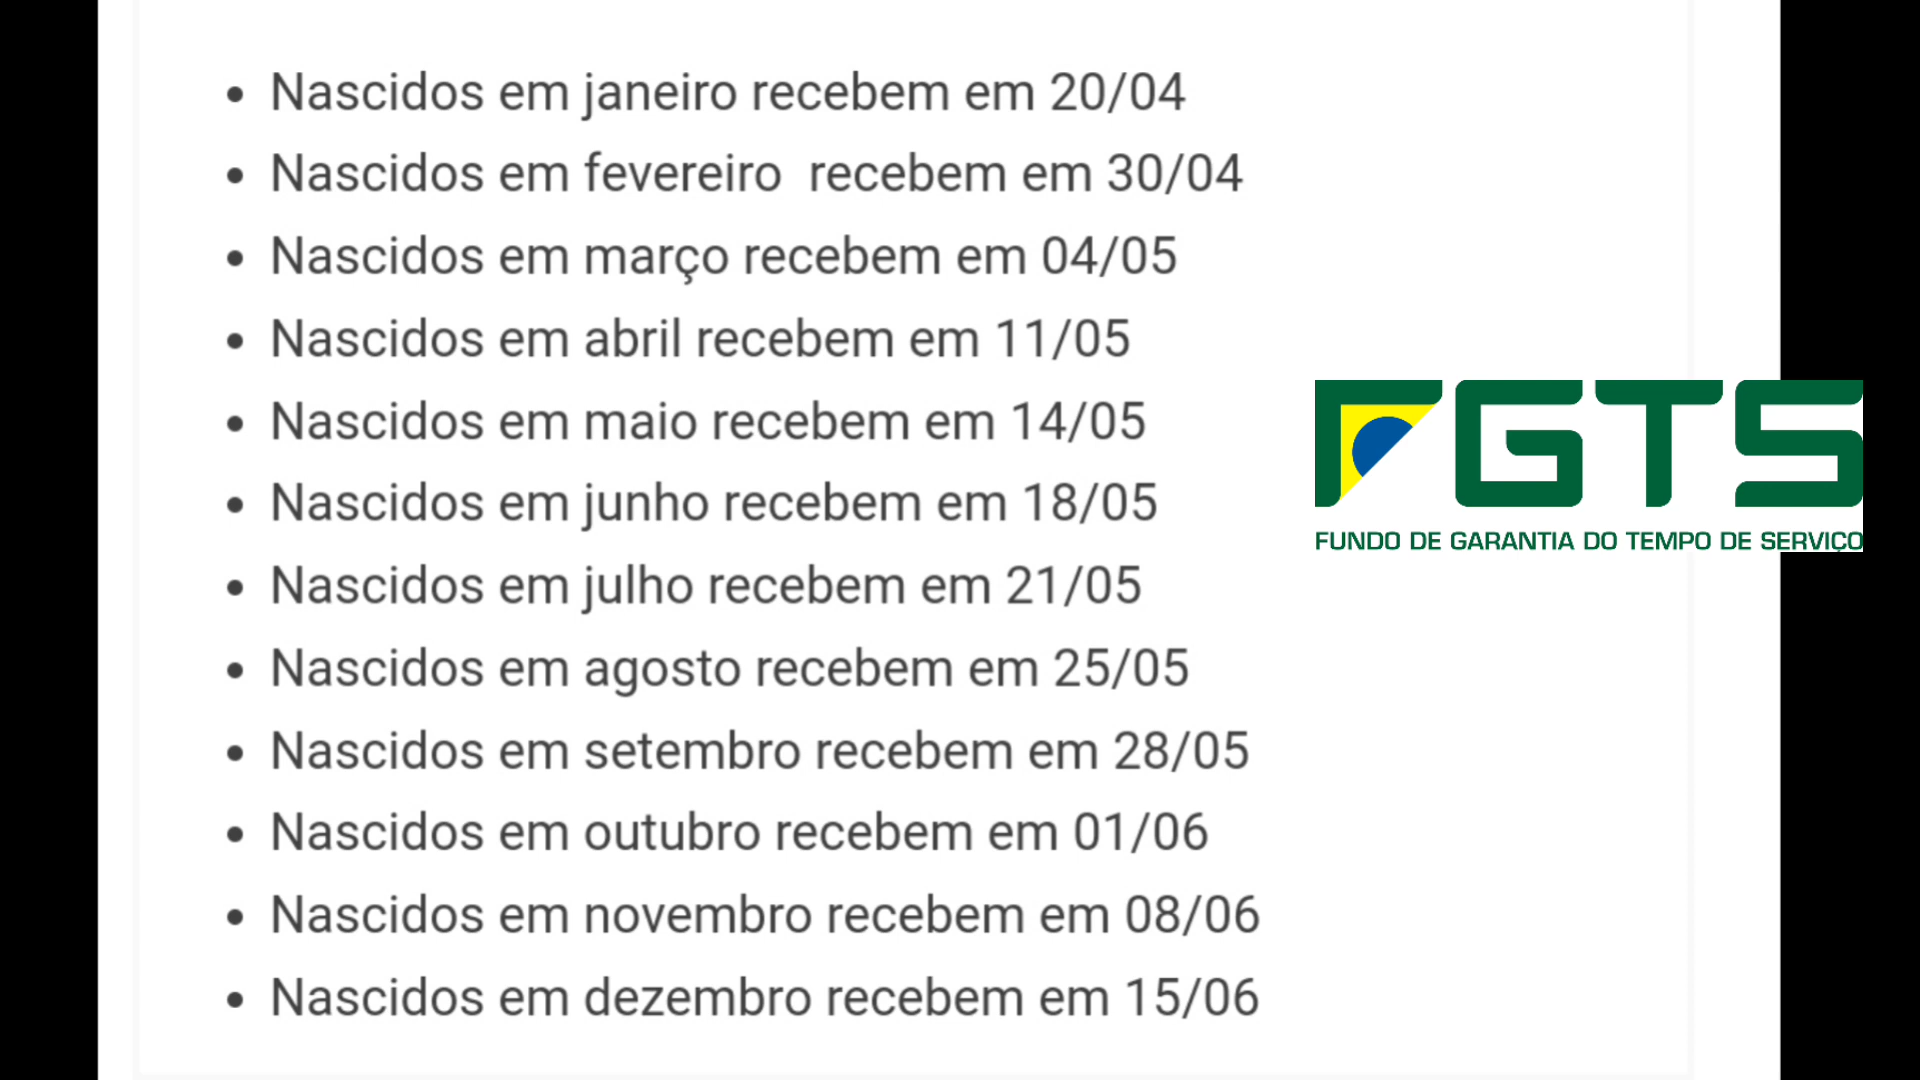 Nascidos em janeiro recebem em 20/04
Nascidos em fevereiro recebem em 30/04
Nascidos em março recebem em 04/05
Nascidos em abril recebem em 11/05
Nascidos em maio recebem em 14/05
Nascidos em junho recebem em 18/05
Nascidos em julho recebem em 21/05
Nascidos em agosto recebem em 25/05
Nascidos em setembro recebem em 28/05
Nascidos em outubro recebem em 01/06
Nascidos em novembro recebem em 08/06
Nascidos em dezembro recebem em 15/06
FGTS
FUNDO DE GARANTIA DO TEMPO DE SERVIÇO